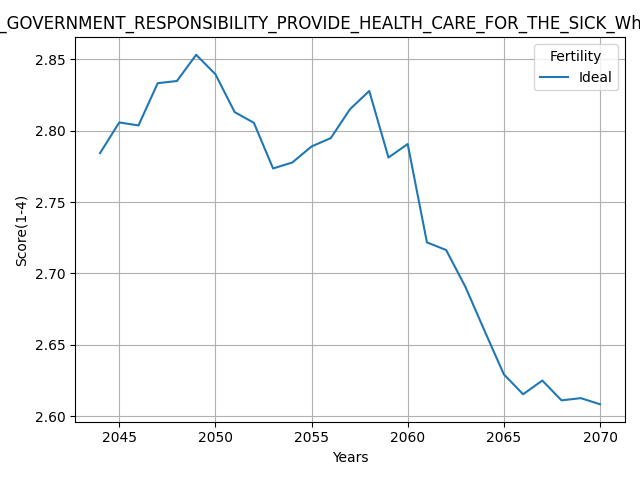 _GOVERNMENT_RESPONSIBILITY_PROVIDE_HEALTH_CARE_FOR_THE_SICK_Wh
Fertility
Ideal
2.85
2.80
2.75
2.70
2.65
2.60
Score(1-4)
2045 2050 2055 2060 2065 2070
Years